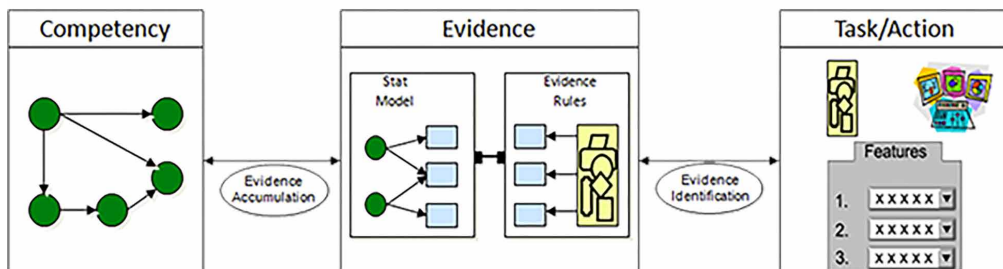 Competency
Evidence
Task/Action
Stat
Model
Evidence
Rules
Evidence
Accumulation
Evidence
Identification
Features
1. XXXXX
2. XXXXX
3. XXXXX